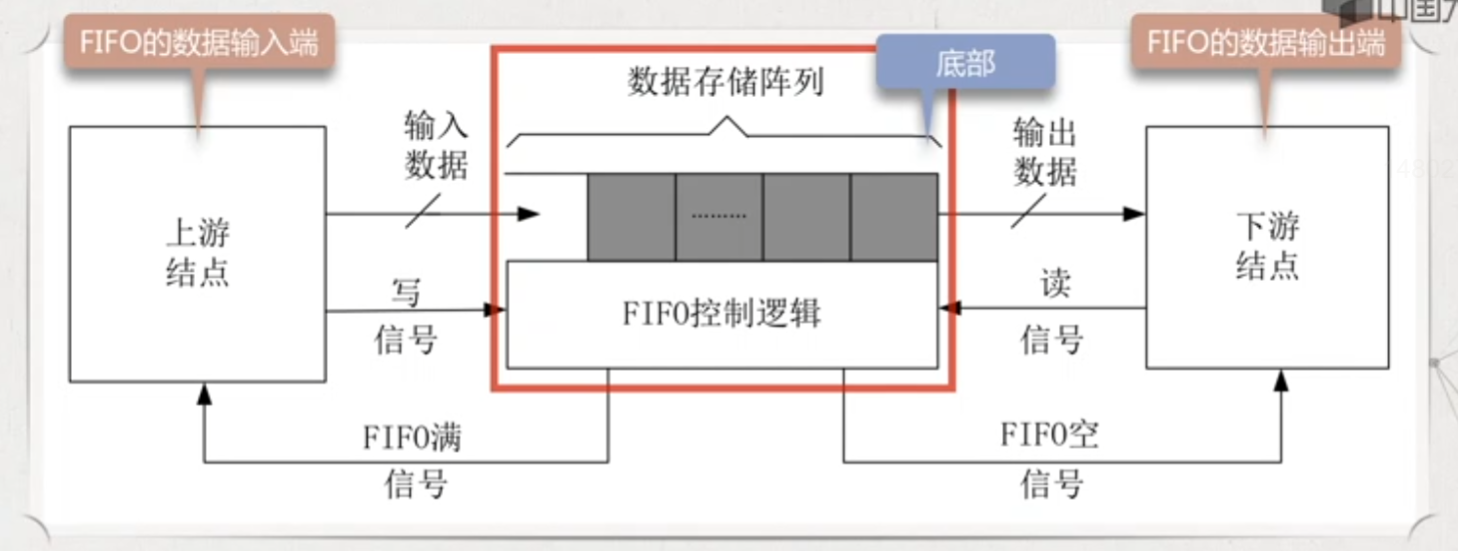 FIFO的数据输入端
底部
FIFO的数据输出端
数据存储阵列
输入
数据
输出
数据
………
上游
结点
下游
结点
写
信号
FIFO控制逻辑
读
信号
FIFO满
信号
FIFO空
信号
中国